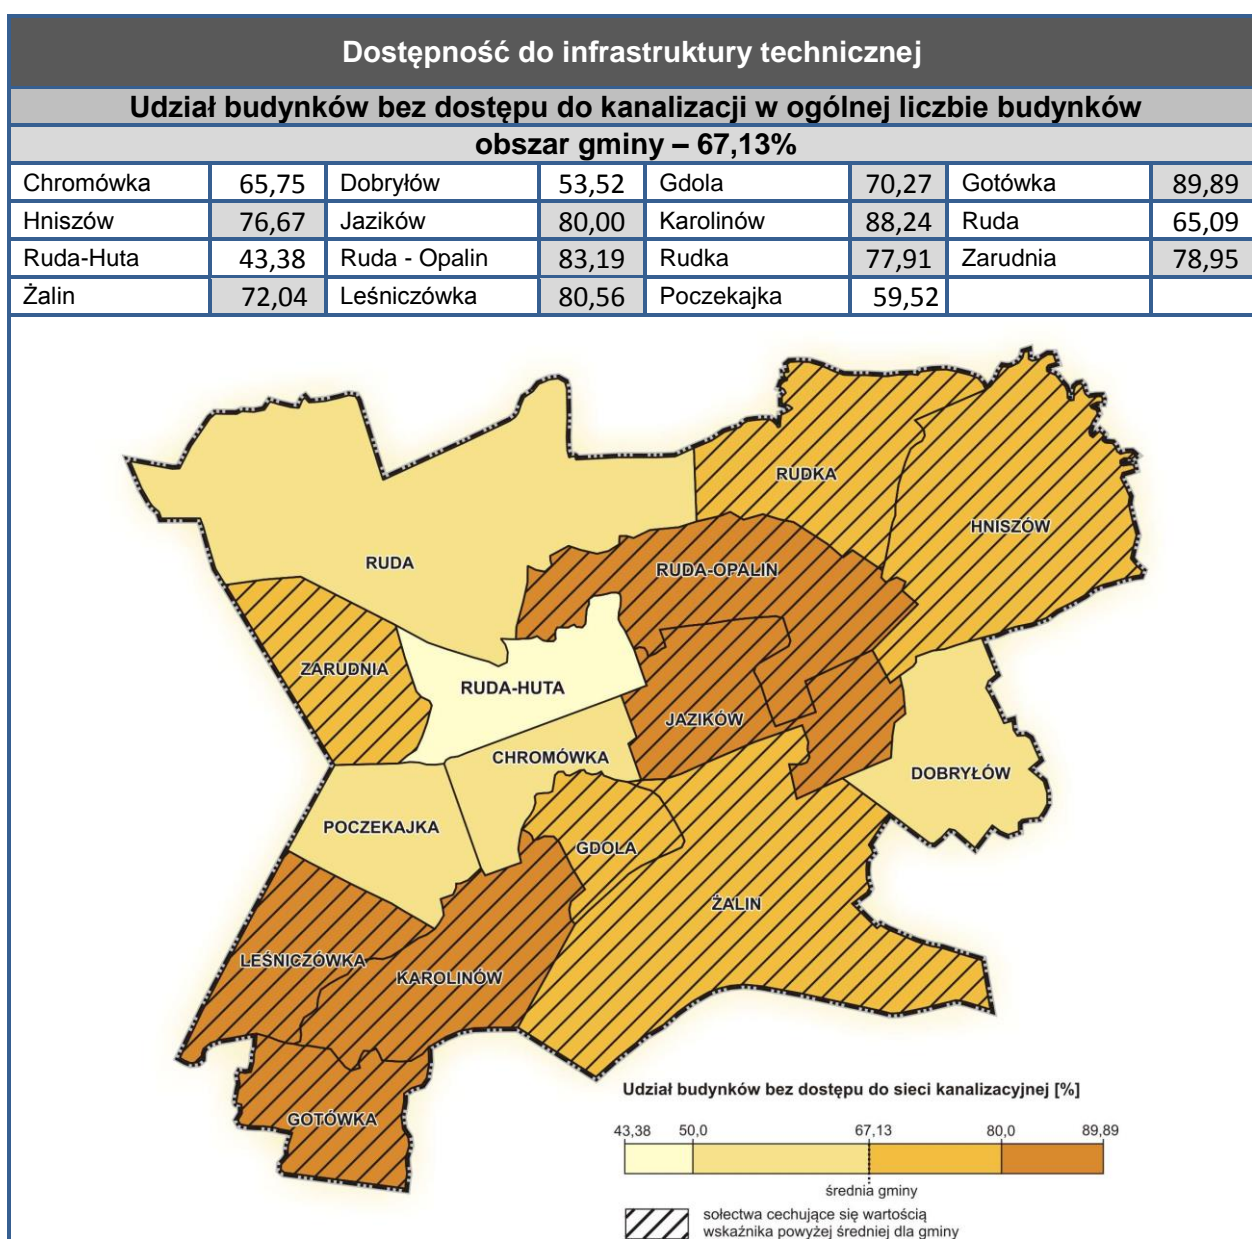 Dostępność do infrastruktury technicznej
Udział budynków bez dostępu do kanalizacji w ogólnej liczbie budynków
obszar gminy – 67,13%
Chromówka 65,75 Dobryłów 53,52 Gdola 70,27 Gotówka 89,89
Hniszów 76,67 Jazików 80,00 Karolinów 88,24 Ruda 65,09
Ruda-Huta 43,38 Ruda - Opalin 83,19 Rudka 77,91 Zarudnia 78,95
Żalin 72,04 Leśniczówka 80,56 Poczekajka 59,52
RUDKA
HNISZÓW
RUDA
RUDA-OPALIN
ZARUDNIA
RUDA-HUTA
JAZIKÓW
CHROMÓWKA
DOBRYŁÓW
POCZEKAJKA
GDOLA
ŻALIN
LEŚNICZÓWKA
KAROLINÓW
GOTÓWKA
Udział budynków bez dostępu do sieci kanalizacyjnej [%]
43,38 50,0 67,13 80,0 89,89
średnia gminy
sołectwa cechujące się wartością
wskaźnika powyżej średniej dla gminy